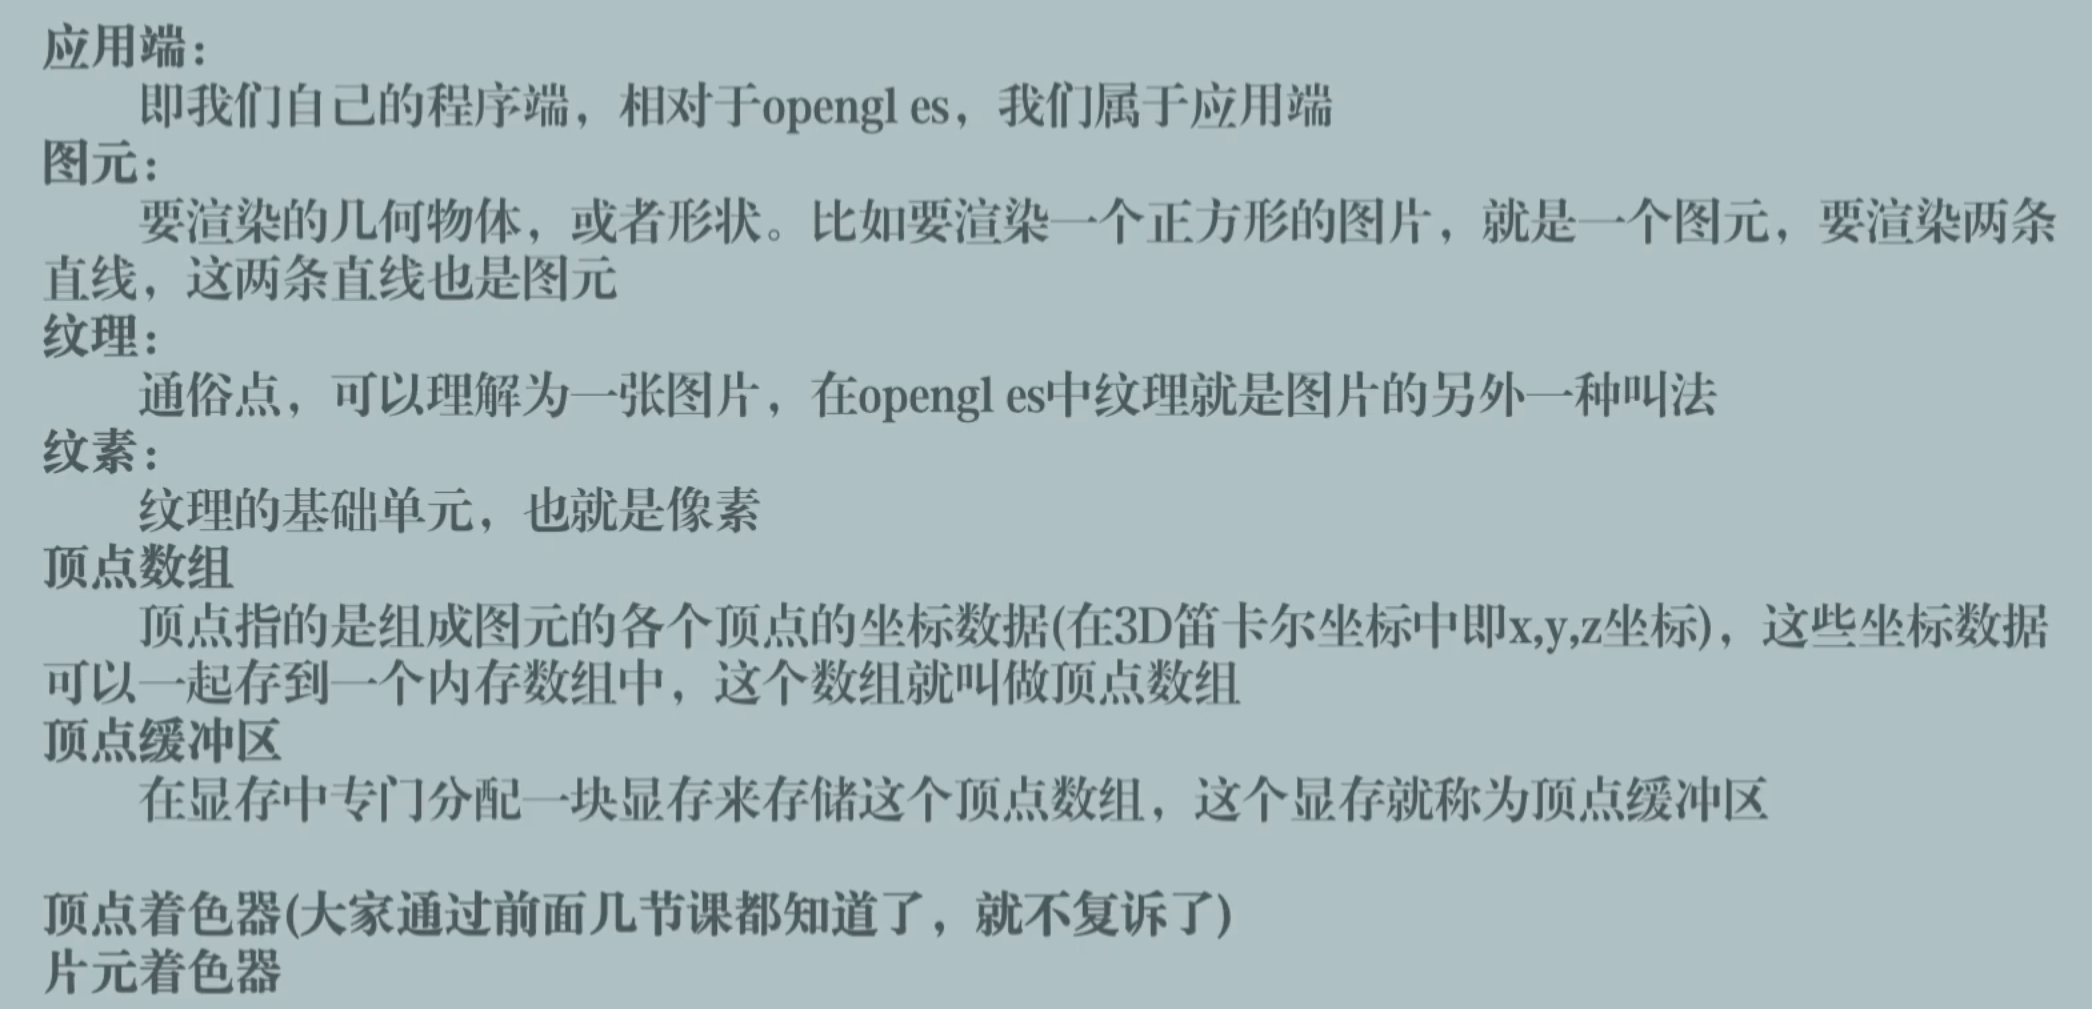 应用端：
即我们自己的程序端，相对于opengl es，我们属于应用端
图元：
要渲染的几何物体，或者形状。比如要渲染一个正方形的图片，就是一个图元，要渲染两条
直线，这两条直线也是图元
纹理：
通俗点，可以理解为一张图片，在opengl es中纹理就是图片的另外一种叫法
纹素：
纹理的基础单元，也就是像素
顶点数组
顶点指的是组成图元的各个顶点的坐标数据(在3D笛卡尔坐标中即x,y,z坐标)，这些坐标数据
可以一起存到一个内存数组中，这个数组就叫做顶点数组
顶点缓冲区
在显存中专门分配一块显存来存储这个顶点数组，这个显存就称为顶点缓冲区
顶点着色器(大家通过前面几节课都知道了，就不复诉了)
片元着色器